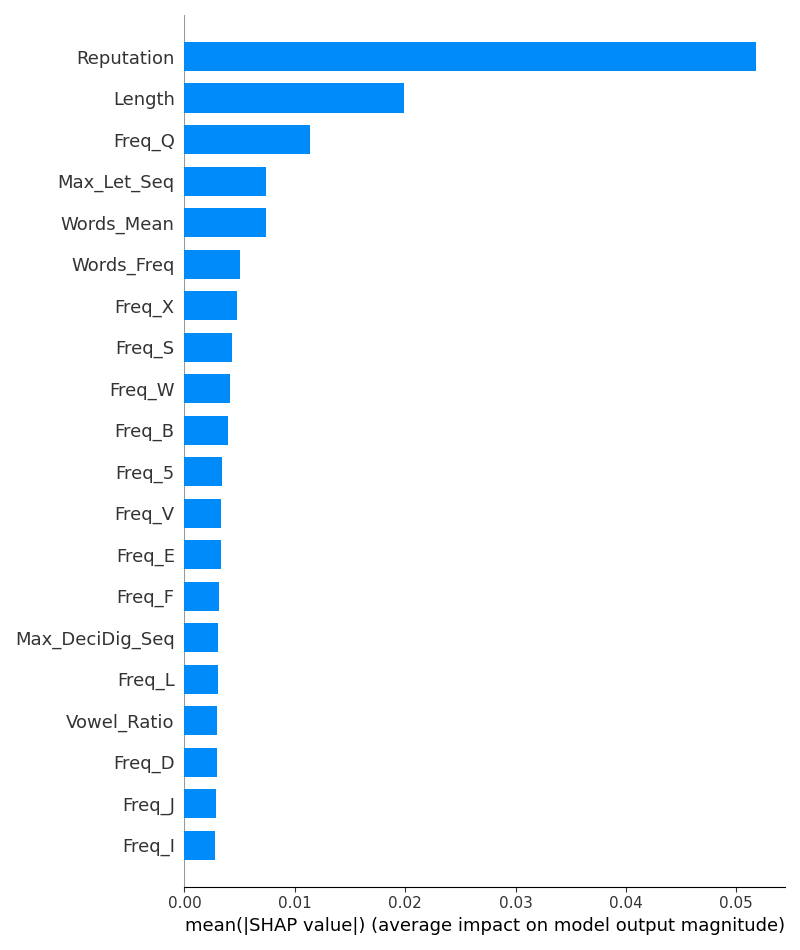 Reputation
Length
Freq_Q
Max_Let_Seq
Words_Mean
Words_Freq
Freq_X
Freq_S
Freq_W
Freq_B
Freq_5
Freq_V
Freq_E
Freq_F
Max_DeciDig_Seq
Freq_L
Vowel_Ratio
Freq_D
Freq_J
Freq_I
0.00 0.01 0.02 0.03 0.04 0.05
mean(|SHAP value|) (average impact on model output magnitude)